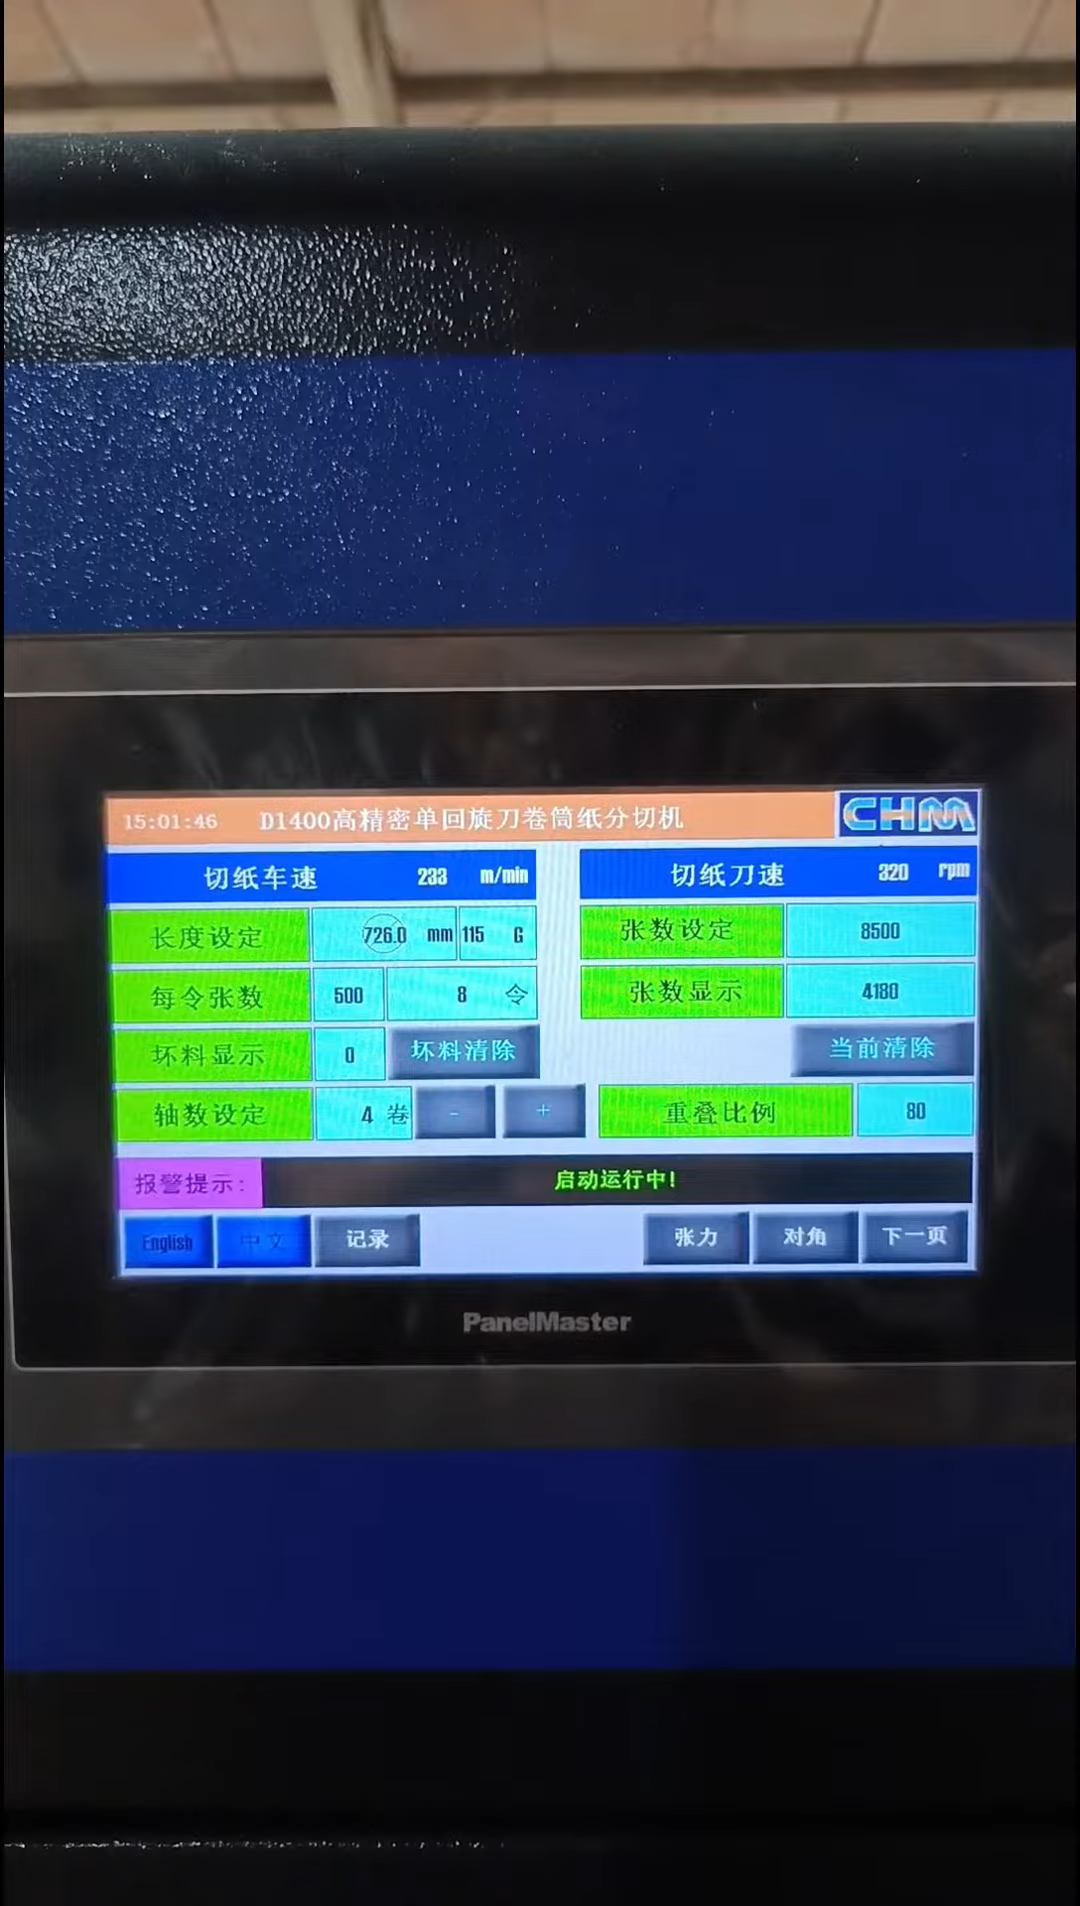 15:01:46 D1400高精密单回旋刀卷筒纸分切机 CHM
切纸车速 233 m/min 切纸刀速 320 rpm
长度设定 726.0 mm 115 G 张数设定 8500
每令张数 500 8 令 张数显示 4180
坏料显示 0 坏料清除 当前清除
轴数设定 4 卷 - + 重叠比例 80
报警提示: 启动运行中!
English 中文 记录 张力 对角 下一页
PanelMaster